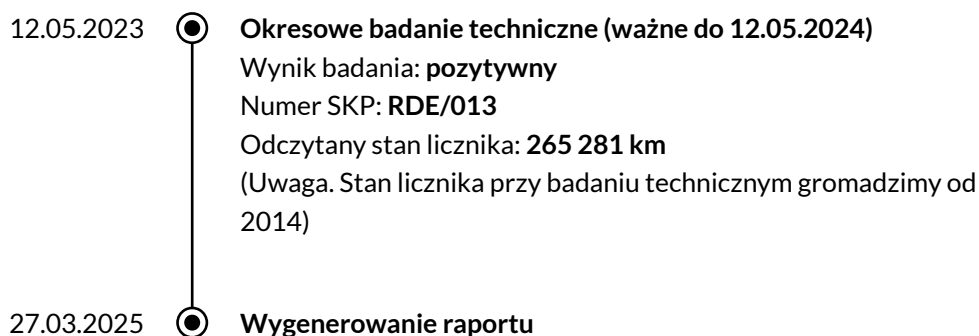 12.05.2023 Okresowe badanie techniczne (ważne do 12.05.2024)
Wynik badania: pozytywny
Numer SKP: RDE/013
Odczytany stan licznika: 265 281 km
(Uwaga. Stan licznika przy badaniu technicznym gromadzimy od
2014)
27.03.2025 Wygenerowanie raportu